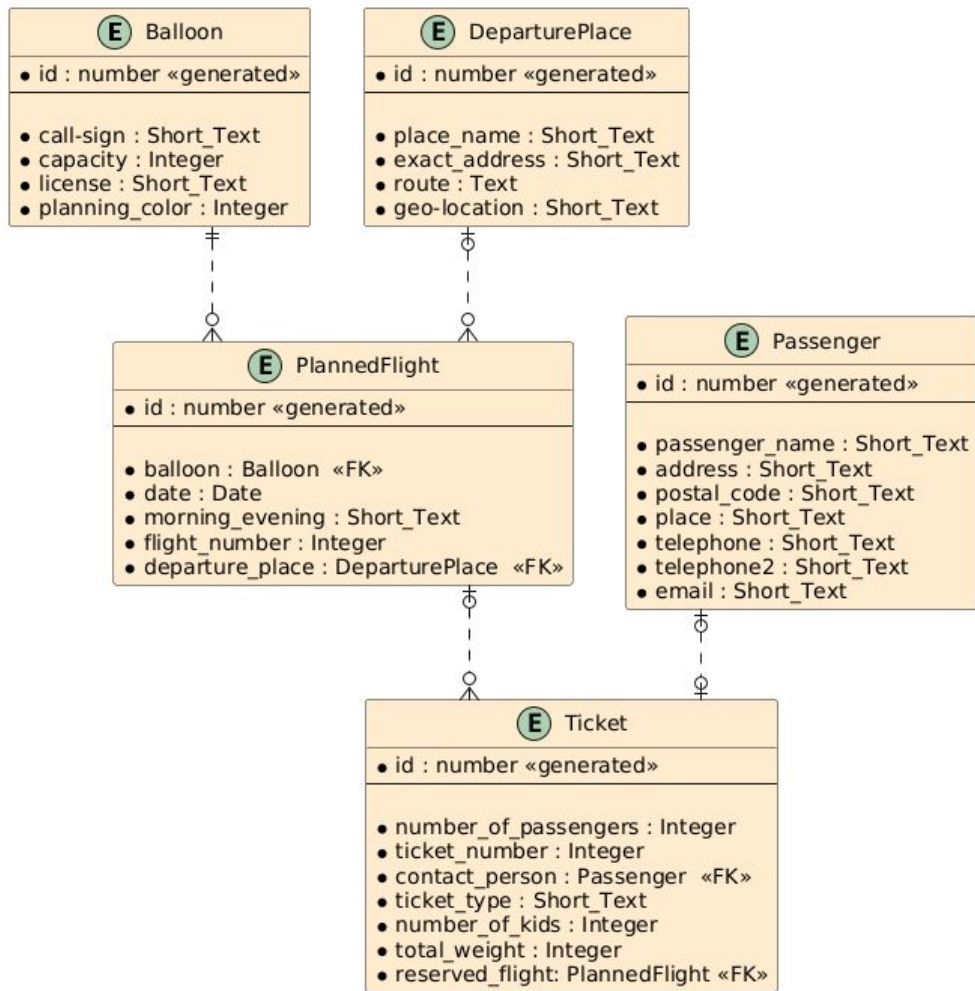 E Balloon
• id : number «generated»
• call-sign : Short_Text
• capacity : Integer
• license : Short_Text
• planning_color : Integer
E DeparturePlace
• id : number «generated»
• place_name : Short_Text
• exact_address : Short_Text
• route : Text
• geo-location : Short_Text
E PlannedFlight
• id : number «generated»
• balloon : Balloon «FK»
• date : Date
• morning_evening : Short_Text
• flight_number : Integer
• departure_place : DeparturePlace «FK»
E Passenger
• id : number «generated»
• passenger_name : Short_Text
• address : Short_Text
• postal_code : Short_Text
• place : Short_Text
• telephone : Short_Text
• telephone2 : Short_Text
• email : Short_Text
E Ticket
• id : number «generated»
• number_of_passengers : Integer
• ticket_number : Integer
• contact_person : Passenger «FK»
• ticket_type : Short_Text
• number_of_kids : Integer
• total_weight : Integer
• reserved_flight: PlannedFlight «FK»